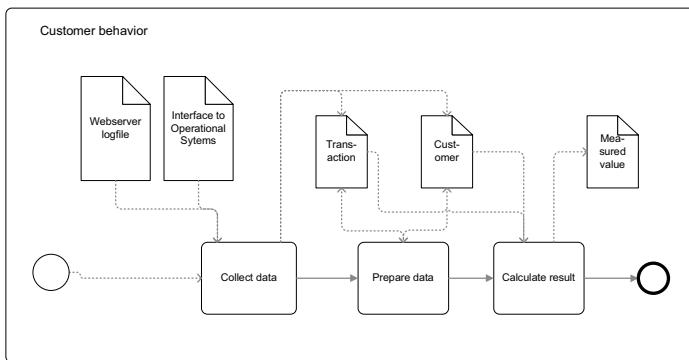 Customer behavior
Webserver
logfile
Interface to
Operational
Sytems
Trans-
action
Cust-
omer
Mea-
sured
value
Collect data
Prepare data
Calculate result